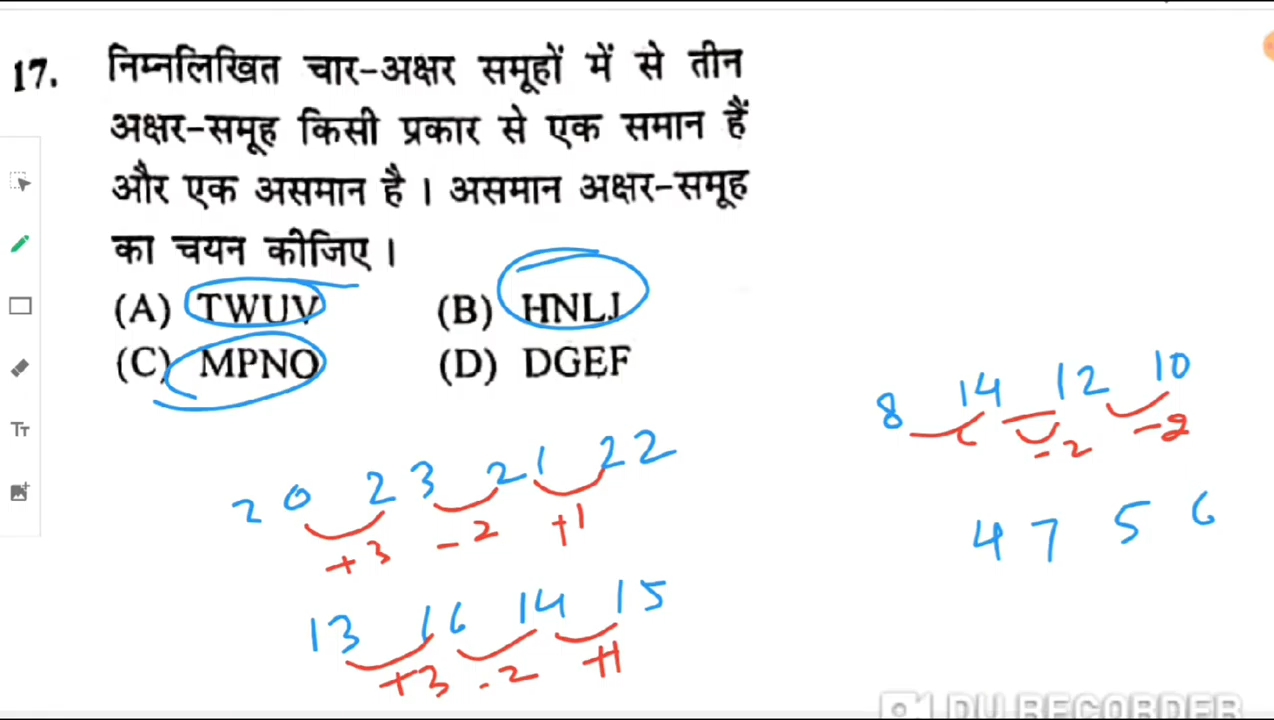 17. निम्नलिखित चार-अक्षर समूहों में से तीन
अक्षर-समूह किसी प्रकार से एक समान हैं
और एक असमान है । असमान अक्षर-समूह
का चयन कीजिए ।
(A) TWUV (B) HNLJ
(C) MPNO (D) DGEF
8 14 12 10
-2 -2
20 23 21 22
+3 -2 +1
4 7 5 6
13 16 14 15
+3 -2 +1
Tт
DU RECORDER